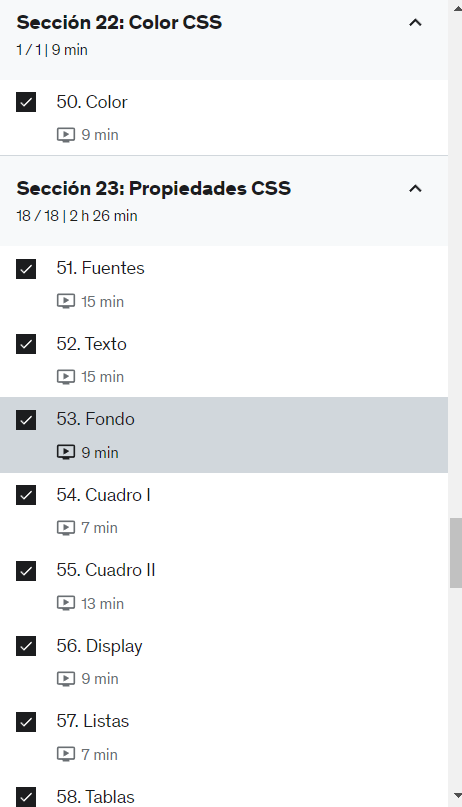 Sección 22: Color CSS
1 / 1 | 9 min
50. Color
9 min
Sección 23: Propiedades CSS
18 / 18 | 2 h 26 min
51. Fuentes
15 min
52. Texto
15 min
53. Fondo
9 min
54. Cuadro I
7 min
55. Cuadro II
13 min
56. Display
9 min
57. Listas
7 min
58. Tablas